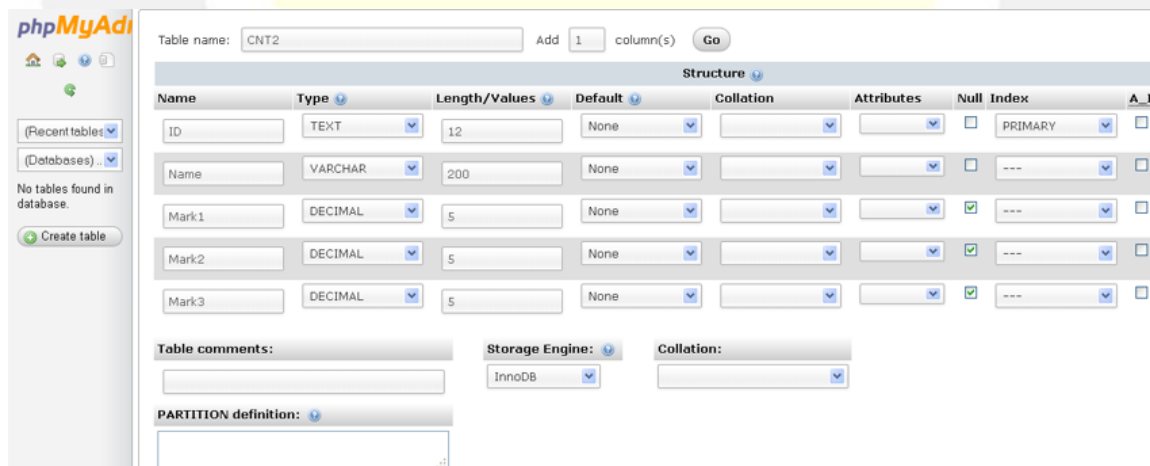 phpMyAd
Table name: CNT2 Add 1 column(s) Go
Structure
Name Type Length/Values Default Collation Attributes Null Index A_I
(Recent tables
ID TEXT 12 None PRIMARY
(Databases) ..
Name VARCHAR 200 None ---
No tables found in
database.
Mark1 DECIMAL 5 None ---
Create table
Mark2 DECIMAL 5 None ---
Mark3 DECIMAL 5 None ---
Table comments: Storage Engine: Collation:
InnoDB
PARTITION definition: